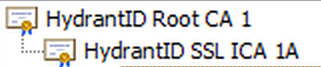 HydrantID Root CA 1
HydrantID SSL ICA 1A